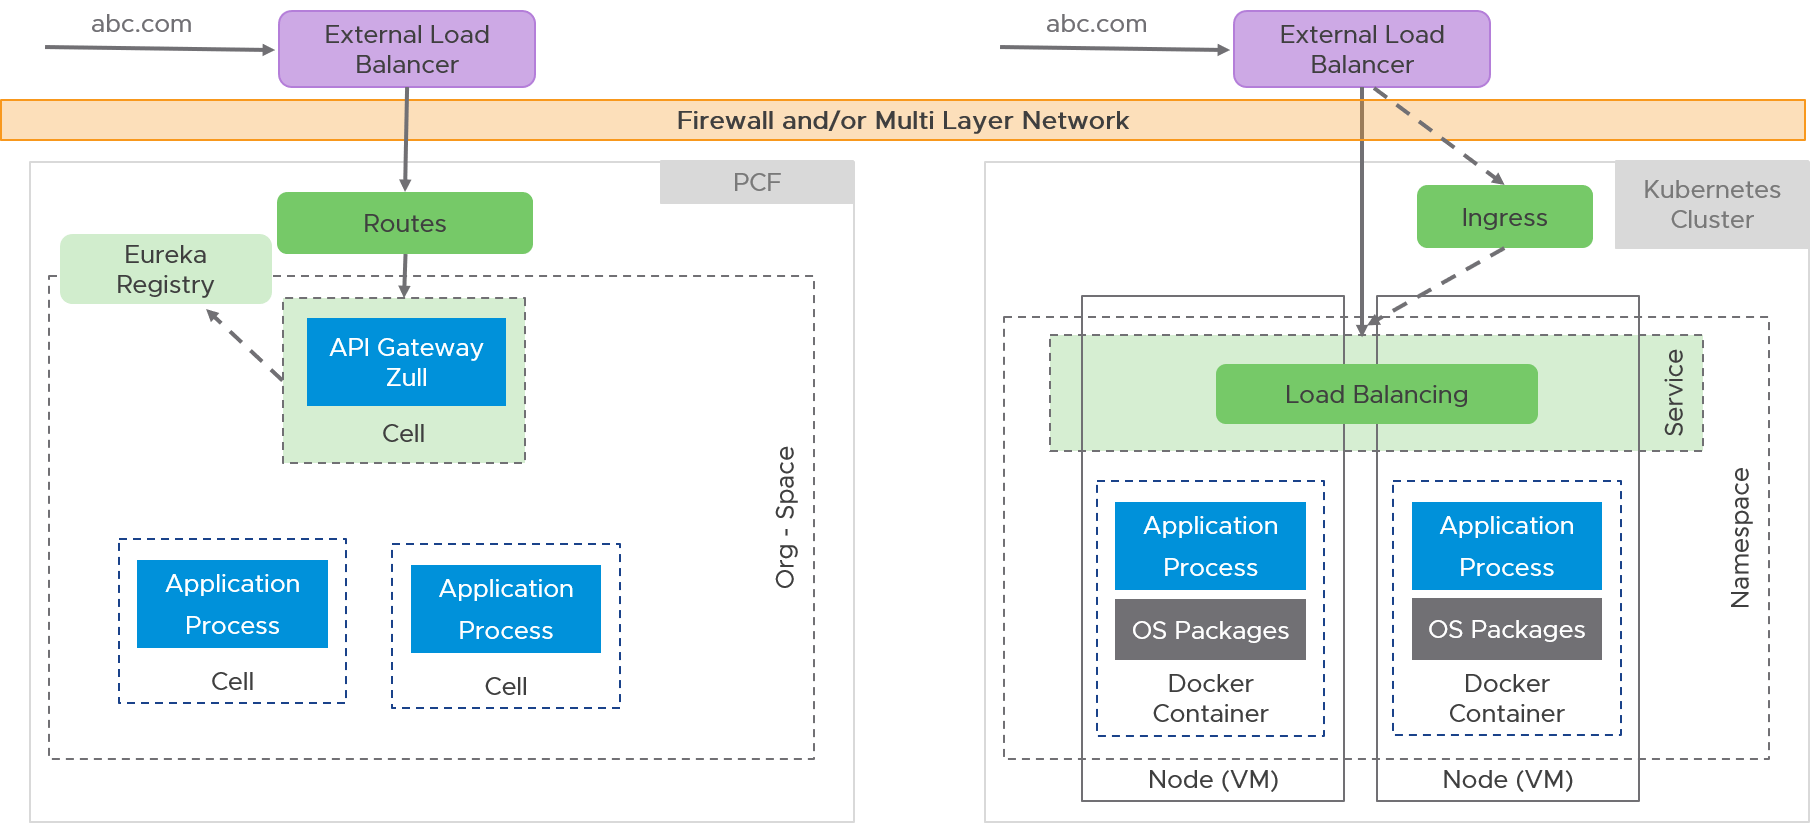 abc.com
External Load
Balancer
abc.com
External Load
Balancer
Firewall and/or Multi Layer Network
PCF
Routes
Eureka
Registry
API Gateway
Zull
Cell
Org - Space
Application
Process
Cell
Application
Process
Cell
Kubernetes
Cluster
Ingress
Load Balancing
Service
Namespace
Application
Process
OS Packages
Docker
Container
Node (VM)
Application
Process
OS Packages
Docker
Container
Node (VM)